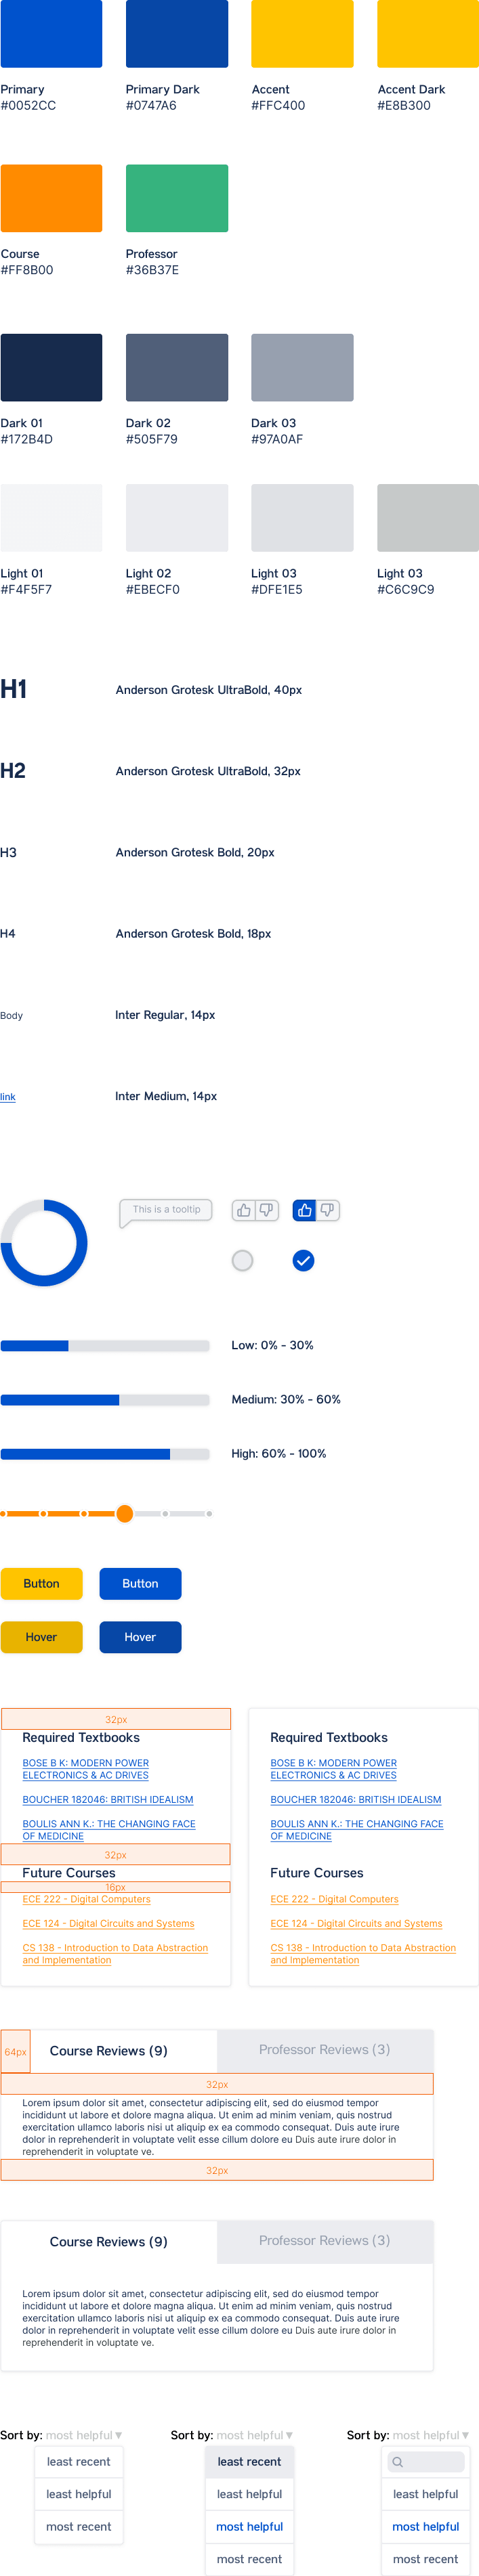 Primary
#0052CC
Primary Dark
#0747A6
Accent
#FFC400
Accent Dark
#E8B300
Course
#FF8B00
Professor
#36B37E
Dark 01
#172B4D
Dark 02
#505F79
Dark 03
#97A0AF
Light 01
#F4F5F7
Light 02
#EBECF0
Light 03
#DFE1E5
Light 03
#C6C9C9
H1
Anderson Grotesk UltraBold, 40px
H2
Anderson Grotesk UltraBold, 32px
H3
Anderson Grotesk Bold, 20px
H4
Anderson Grotesk Bold, 18px
Body
Inter Regular, 14px
link
Inter Medium, 14px
This is a tooltip
Low: 0% - 30%
Medium: 30% - 60%
High: 60% - 100%
Button
Button
Hover
Hover
32px
Required Textbooks
BOSE B K: MODERN POWER
ELECTRONICS & AC DRIVES
BOUCHER 182046: BRITISH IDEALISM
BOULIS ANN K.: THE CHANGING FACE
OF MEDICINE
32px
Future Courses
16px
ECE 222 - Digital Computers
ECE 124 - Digital Circuits and Systems
CS 138 - Introduction to Data Abstraction
and Implementation
Required Textbooks
BOSE B K: MODERN POWER
ELECTRONICS & AC DRIVES
BOUCHER 182046: BRITISH IDEALISM
BOULIS ANN K.: THE CHANGING FACE
OF MEDICINE
Future Courses
ECE 222 - Digital Computers
ECE 124 - Digital Circuits and Systems
CS 138 - Introduction to Data Abstraction
and Implementation
64px
Course Reviews (9)
Professor Reviews (3)
32px
Lorem ipsum dolor sit amet, consectetur adipiscing elit, sed do eiusmod tempor
incididunt ut labore et dolore magna aliqua. Ut enim ad minim veniam, quis nostrud
exercitation ullamco laboris nisi ut aliquip ex ea commodo consequat. Duis aute irure
dolor in reprehenderit in voluptate velit esse cillum dolore eu Duis aute irure dolor in
reprehenderit in voluptate ve.
32px
Course Reviews (9)
Professor Reviews (3)
Lorem ipsum dolor sit amet, consectetur adipiscing elit, sed do eiusmod tempor
incididunt ut labore et dolore magna aliqua. Ut enim ad minim veniam, quis nostrud
exercitation ullamco laboris nisi ut aliquip ex ea commodo consequat. Duis aute irure
dolor in reprehenderit in voluptate velit esse cillum dolore eu Duis aute irure dolor in
reprehenderit in voluptate ve.
Sort by: most helpful ▼
least recent
least helpful
most recent
Sort by: most helpful ▼
least recent
least helpful
most helpful
most recent
Sort by: most helpful ▼
least helpful
most helpful
most recent